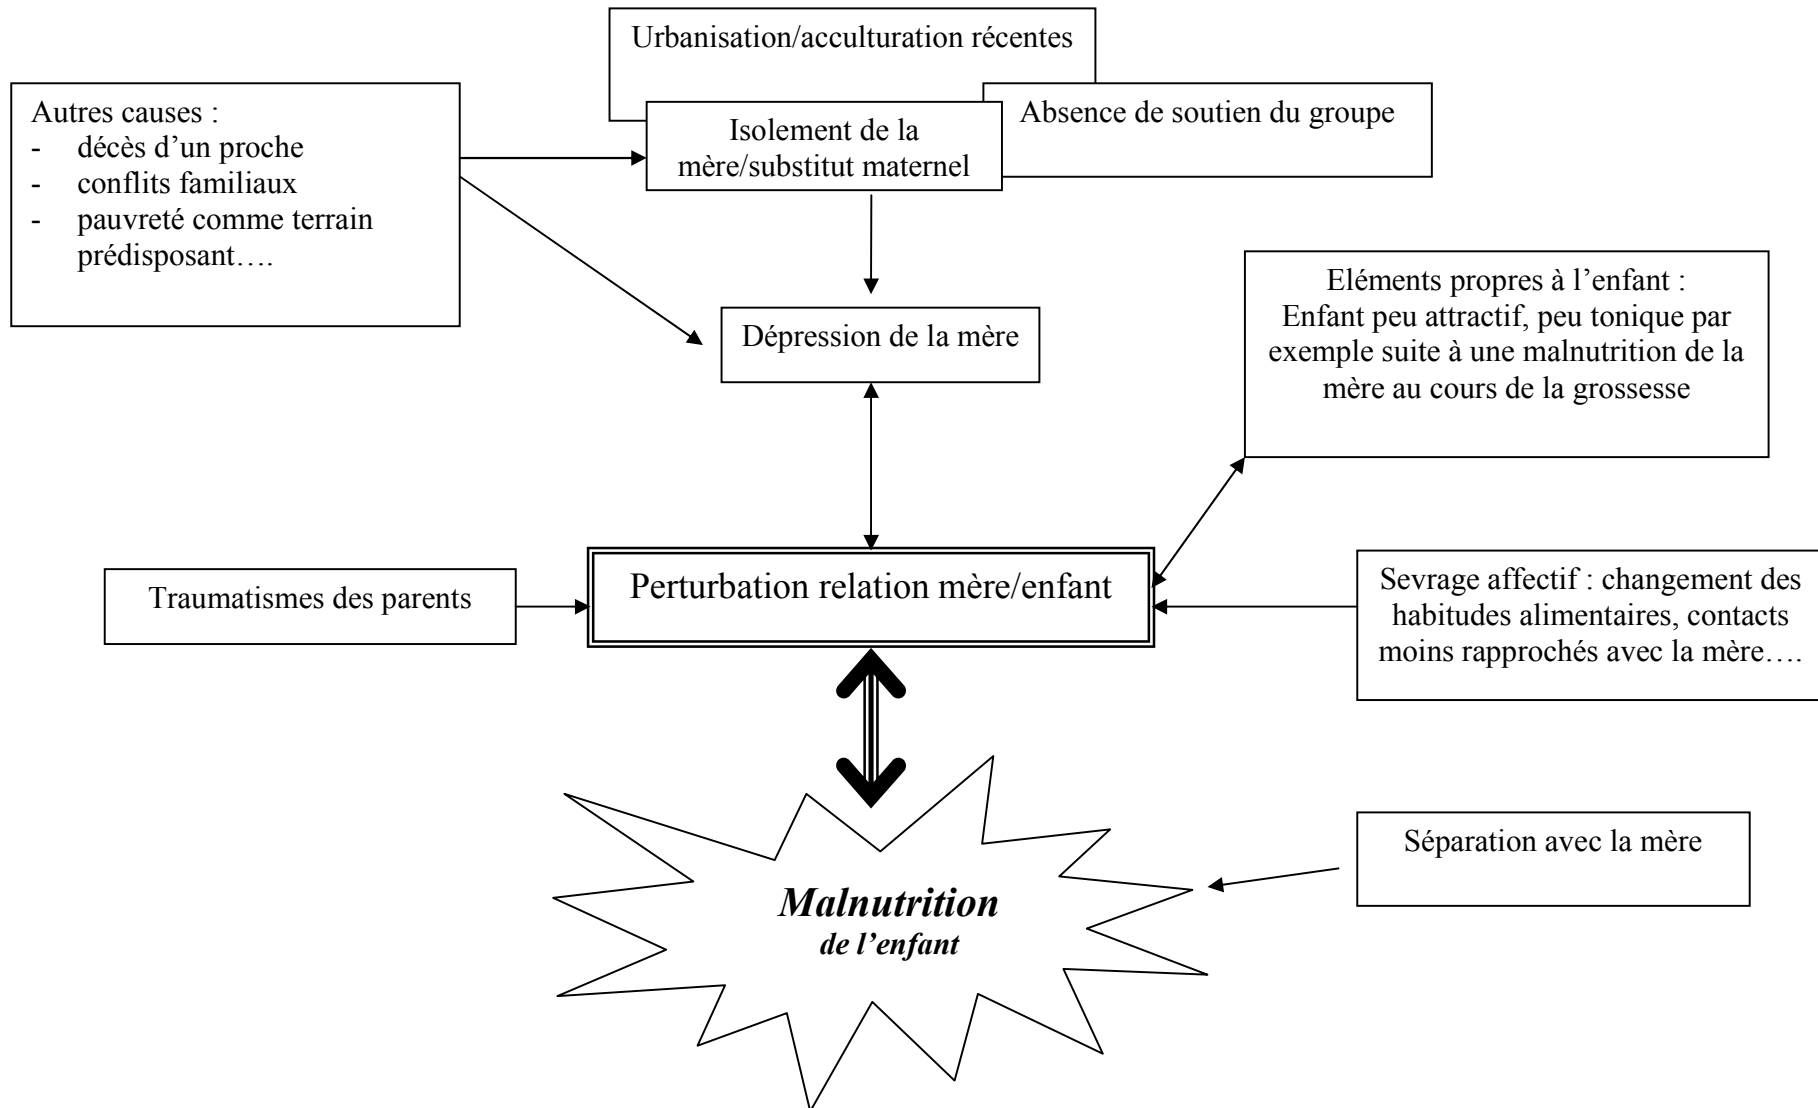 Urbanisation/acculturation récentes
Autres causes :
- décès d’un proche
- conflits familiaux
- pauvreté comme terrain
prédisposant….
Isolement de la
mère/substitut maternel
Absence de soutien du groupe
Dépression de la mère
Eléments propres à l’enfant :
Enfant peu attractif, peu tonique par
exemple suite à une malnutrition de la
mère au cours de la grossesse
Traumatismes des parents
Perturbation relation mère/enfant
Sevrage affectif : changement des
habitudes alimentaires, contacts
moins rapprochés avec la mère….
Séparation avec la mère
Malnutrition
de l’enfant